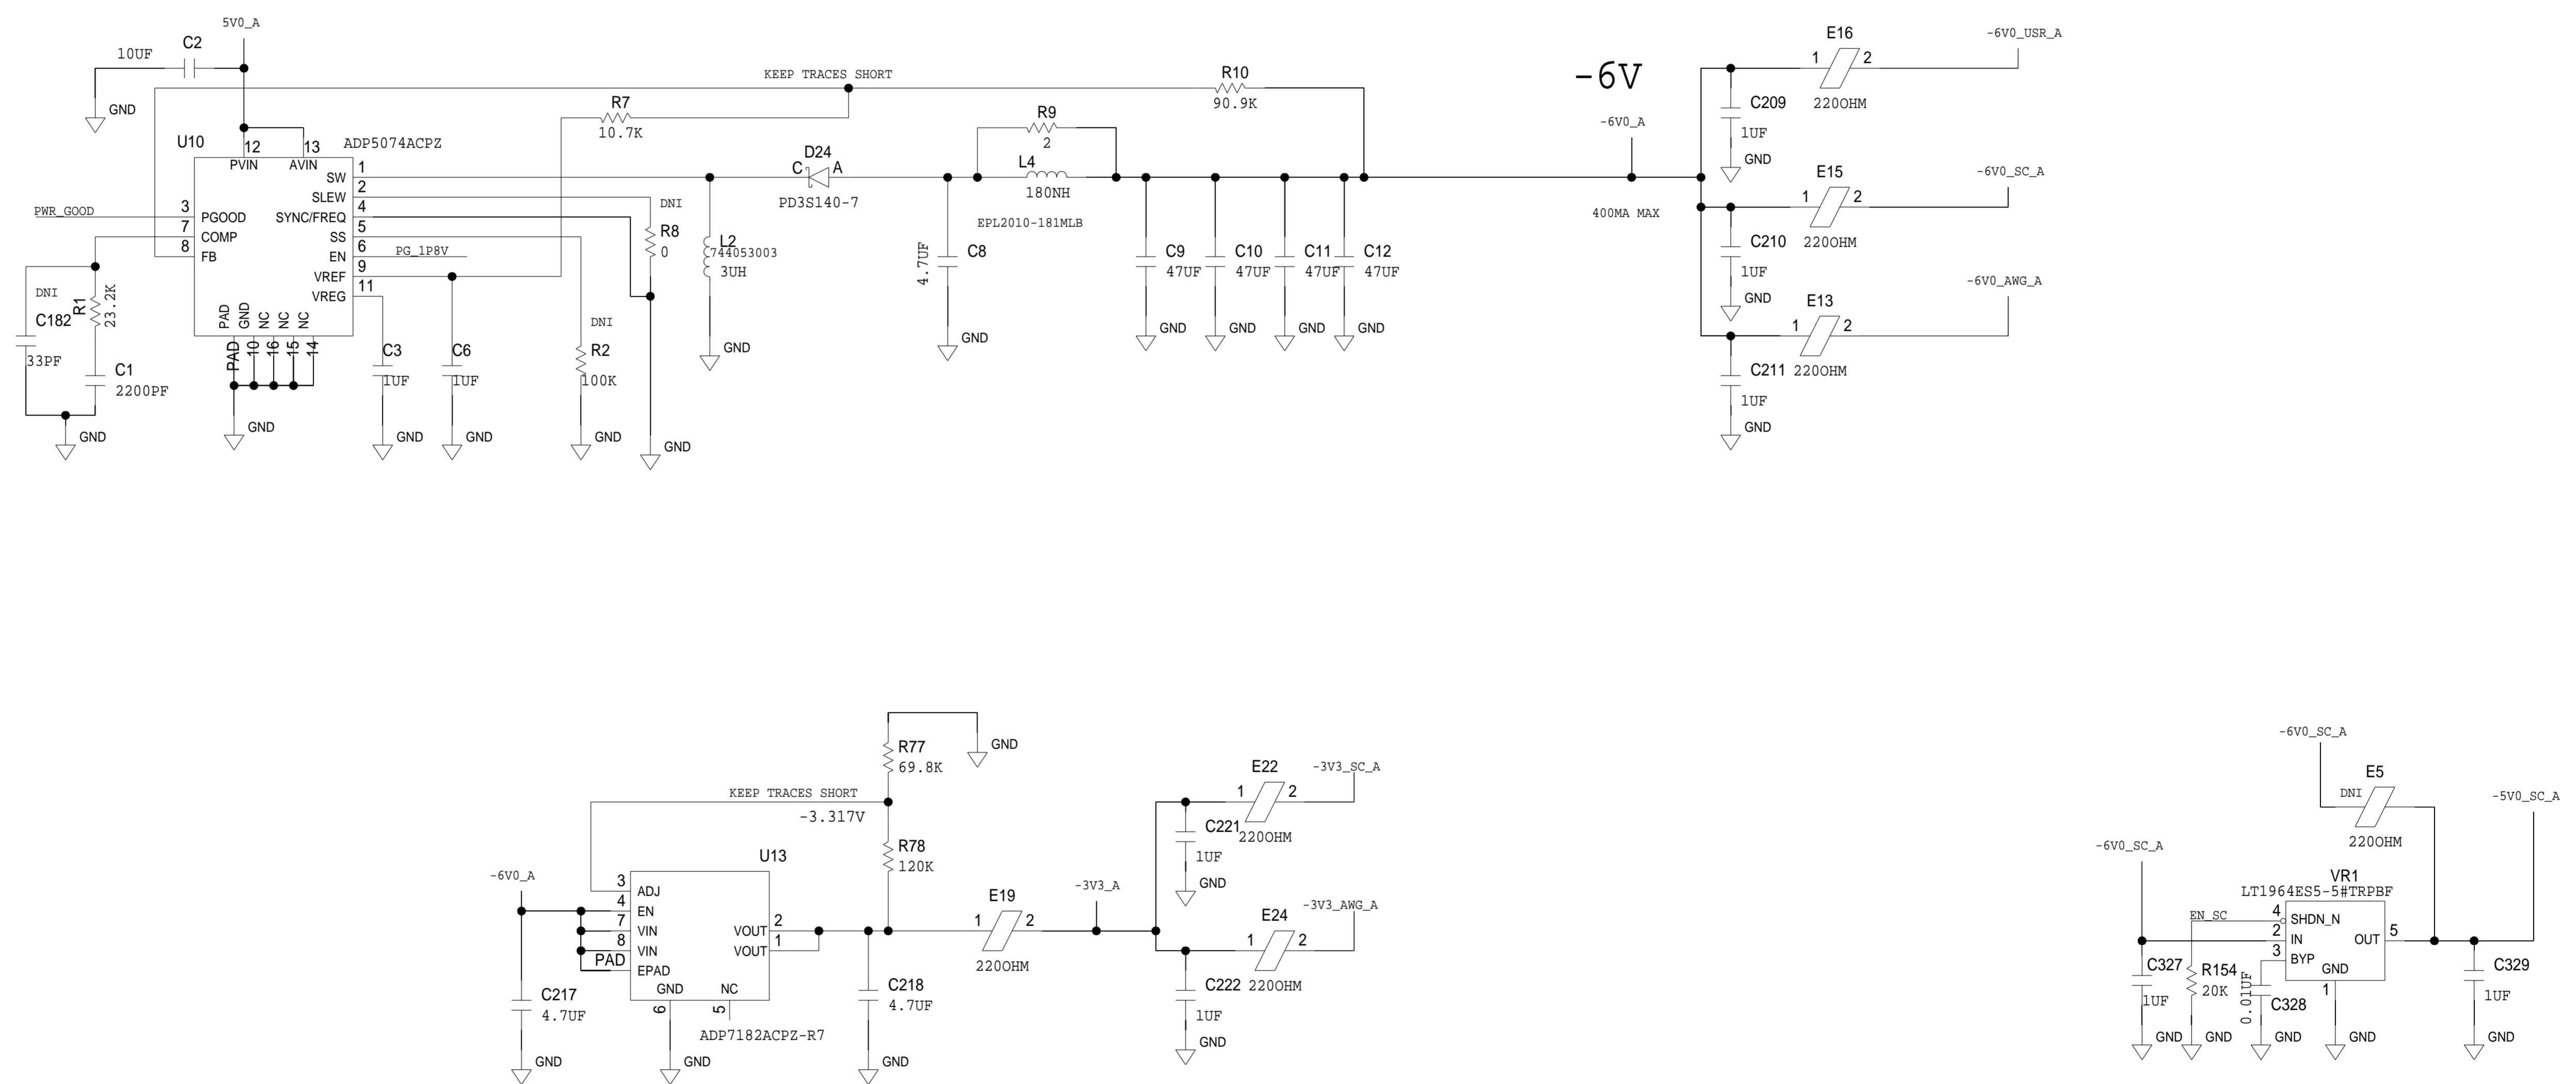 5V0_A
C2
10UF
GND
KEEP TRACES SHORT
R10
90.9K
R7
10.7K
U10
ADP5074ACPZ
12
13
PVIN
AVIN
SW
1
SLEW
2
SYNC/FREQ
4
SS
5
EN
6
VREF
9
VREG
11
PWR_GOOD
3
PGOOD
7
COMP
8
FB
PG_1P8V
PAD
GND
NC
NC
NC
PAD
10
16
15
14
GND
DNI
C182
33PF
R1
23.2K
C1
2200PF
GND
C3
1UF
GND
C6
1UF
GND
DNI
R2
100K
GND
DNI
R8
0
GND
L2
744053003
3UH
GND
D24
C
A
PD3S140-7
R9
2
L4
180NH
EPL2010-181MLB
C8
4.7UF
GND
C9
47UF
GND
C10
47UF
GND
C11
47UF
GND
C12
47UF
GND
-6V
-6V0_A
400MA MAX
E16
1
2
220OHM
-6V0_USR_A
C209
1UF
GND
E15
1
2
220OHM
-6V0_SC_A
C210
1UF
GND
E13
1
2
220OHM
-6V0_AWG_A
C211
1UF
GND
R77
69.8K
GND
KEEP TRACES SHORT
-3.317V
R78
120K
U13
-6V0_A
3
ADJ
4
EN
7
VIN
8
VIN
PAD
EPAD
VOUT
2
VOUT
1
GND
NC
6
5
ADP7182ACPZ-R7
GND
C217
4.7UF
GND
C218
4.7UF
GND
E19
1
2
220OHM
-3V3_A
E22
1
2
220OHM
-3V3_SC_A
C221
1UF
GND
E24
1
2
220OHM
-3V3_AWG_A
C222
1UF
GND
-6V0_SC_A
E5
DNI
220OHM
-5V0_SC_A
-6V0_SC_A
VR1
LT1964ES5-5#TRPBF
EN_SC
4
SHDN_N
2
IN
3
BYP
OUT
5
GND
1
C327
1UF
GND
R154
20K
GND
0.01UF
C328
GND
GND
C329
1UF
GND